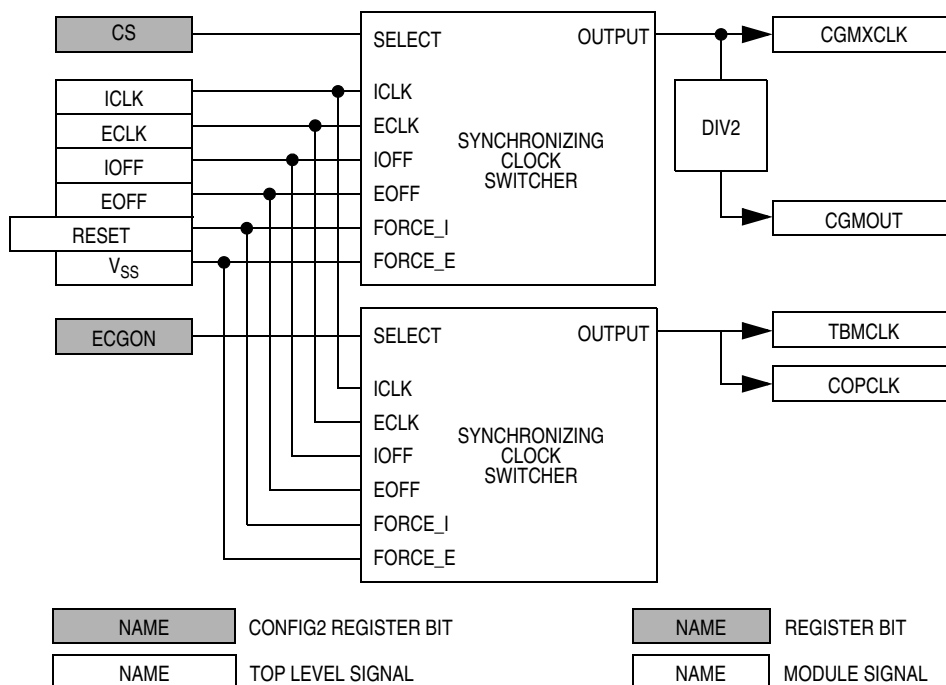 CS
ICLK
ECLK
IOFF
EOFF
RESET
VSS
SELECT
OUTPUT
ICLK
ECLK
IOFF
EOFF
FORCE_I
FORCE_E
SYNCHRONIZING
CLOCK
SWITCHER
CGMXCLK
DIV2
CGMOUT
ECGON
SELECT
OUTPUT
ICLK
ECLK
IOFF
EOFF
FORCE_I
FORCE_E
SYNCHRONIZING
CLOCK
SWITCHER
TBMCLK
COPCLK
NAME CONFIG2 REGISTER BIT
NAME TOP LEVEL SIGNAL
NAME REGISTER BIT
NAME MODULE SIGNAL